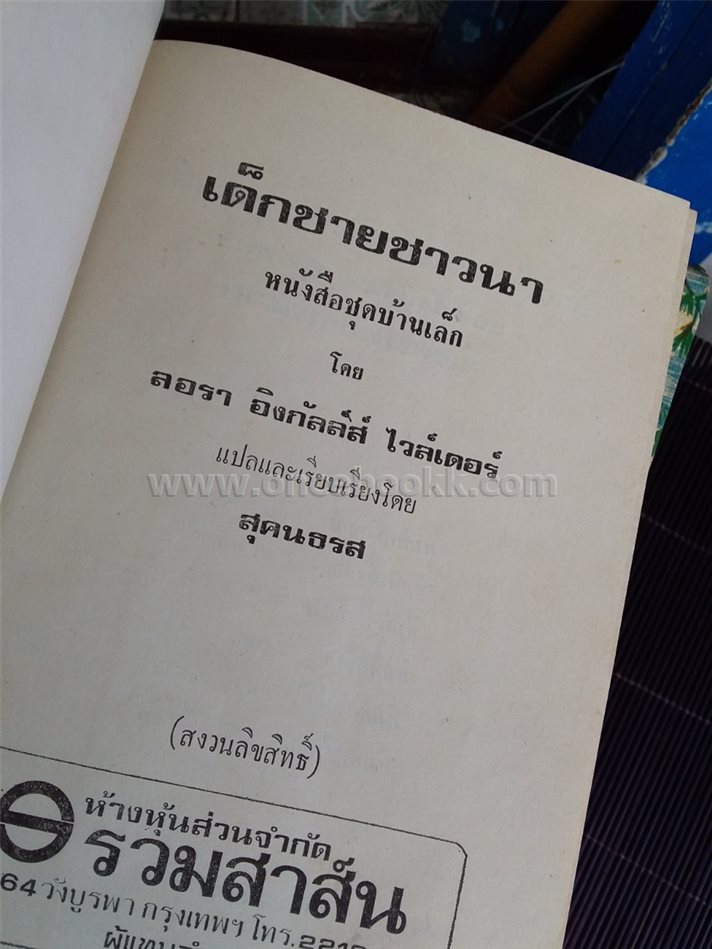 เด็กชายชาวนา
หนังสือชุดบ้านเล็ก
โดย
ลอรา อิงกัลล์ส์ ไวล์เดอร์
แปลและเรียบเรียงโดย
www.oncebookk.com
สุคนธรส
(สงวนลิขสิทธิ์)
ห้างหุ้นส่วนจำกัด
รวมสาส์น
64 วังบูรพา กรุงเทพฯ โทร.